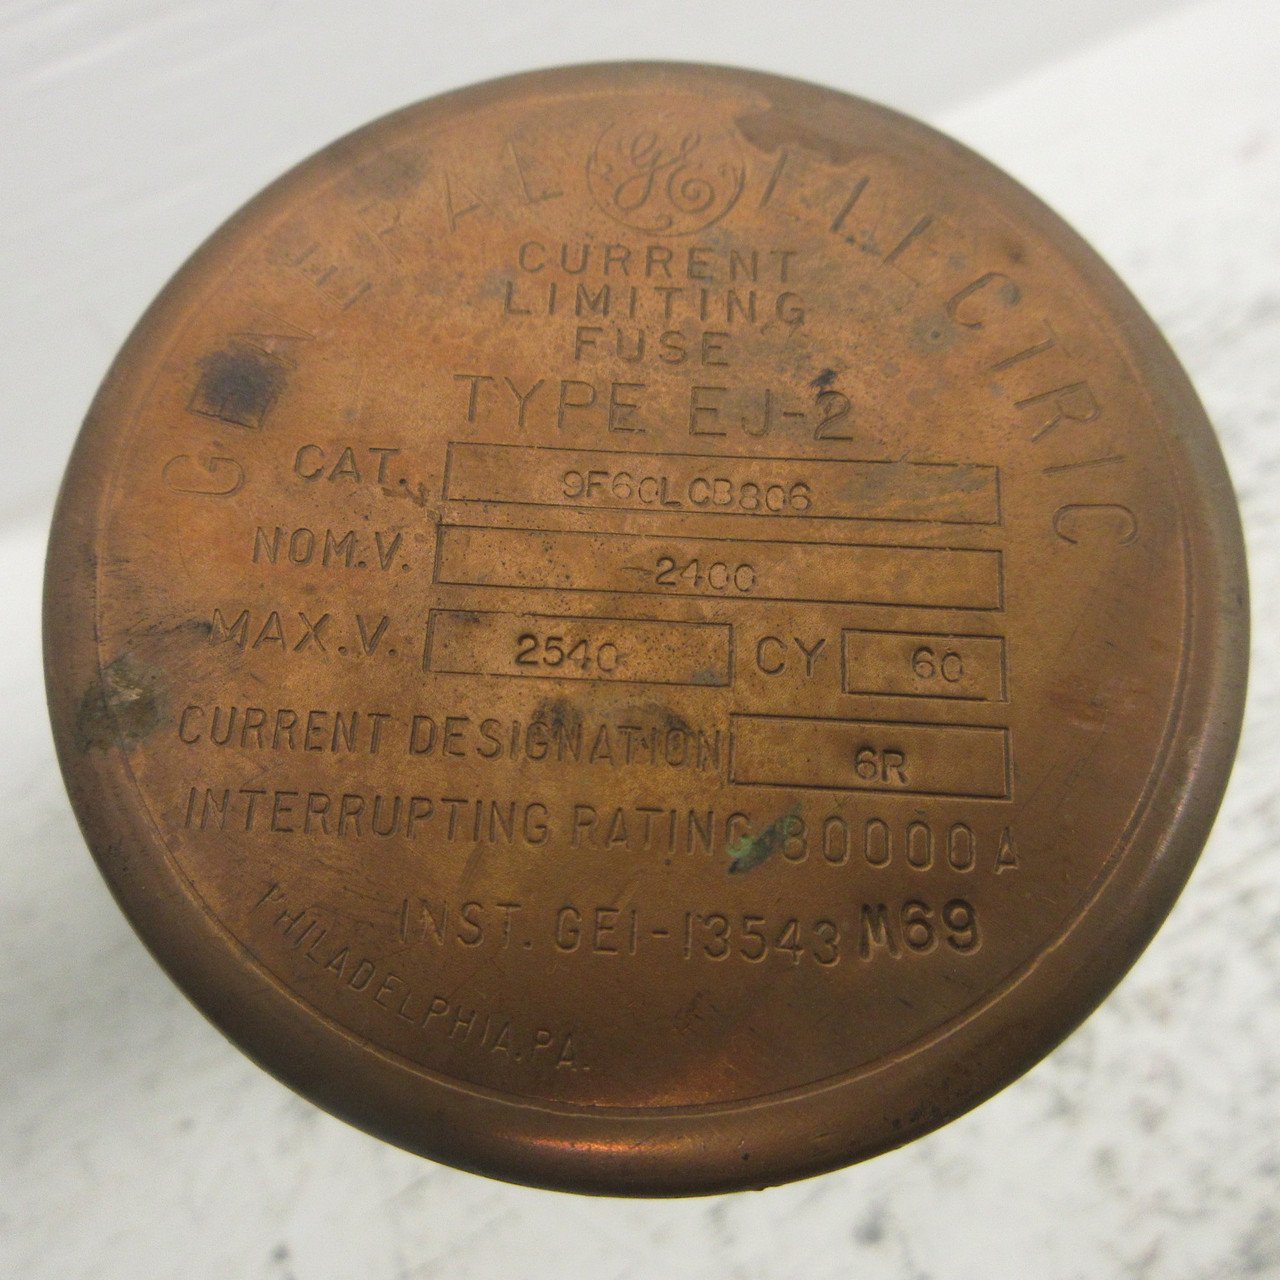 GENERAL GE ELECTRIC
CURRENT
LIMITING
FUSE
TYPE EJ-2
CAT. 9F60LCB806
NOM.V. 2400
MAX.V. 2540 CY 60
CURRENT DESIGNATION 6R
INTERRUPTING RATING 80000A
INST. GEI-13543 M69
PHILADELPHIA, PA.